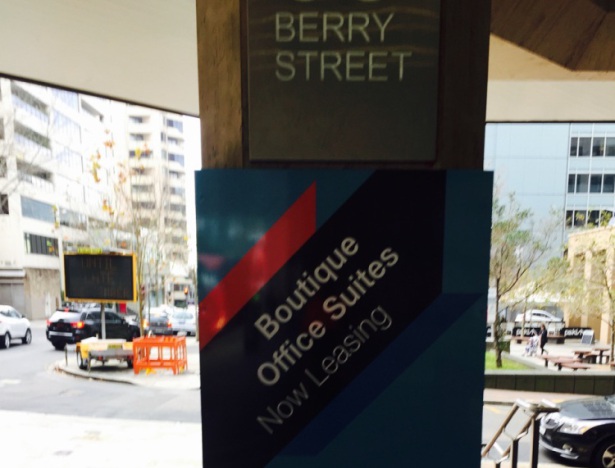 BERRY
STREET
Boutique
Office Suites
Now Leasing